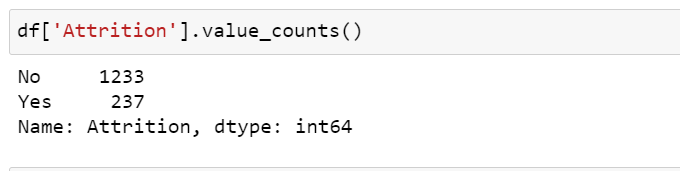 df['Attrition'].value_counts()
No     1233
Yes     237
Name: Attrition, dtype: int64